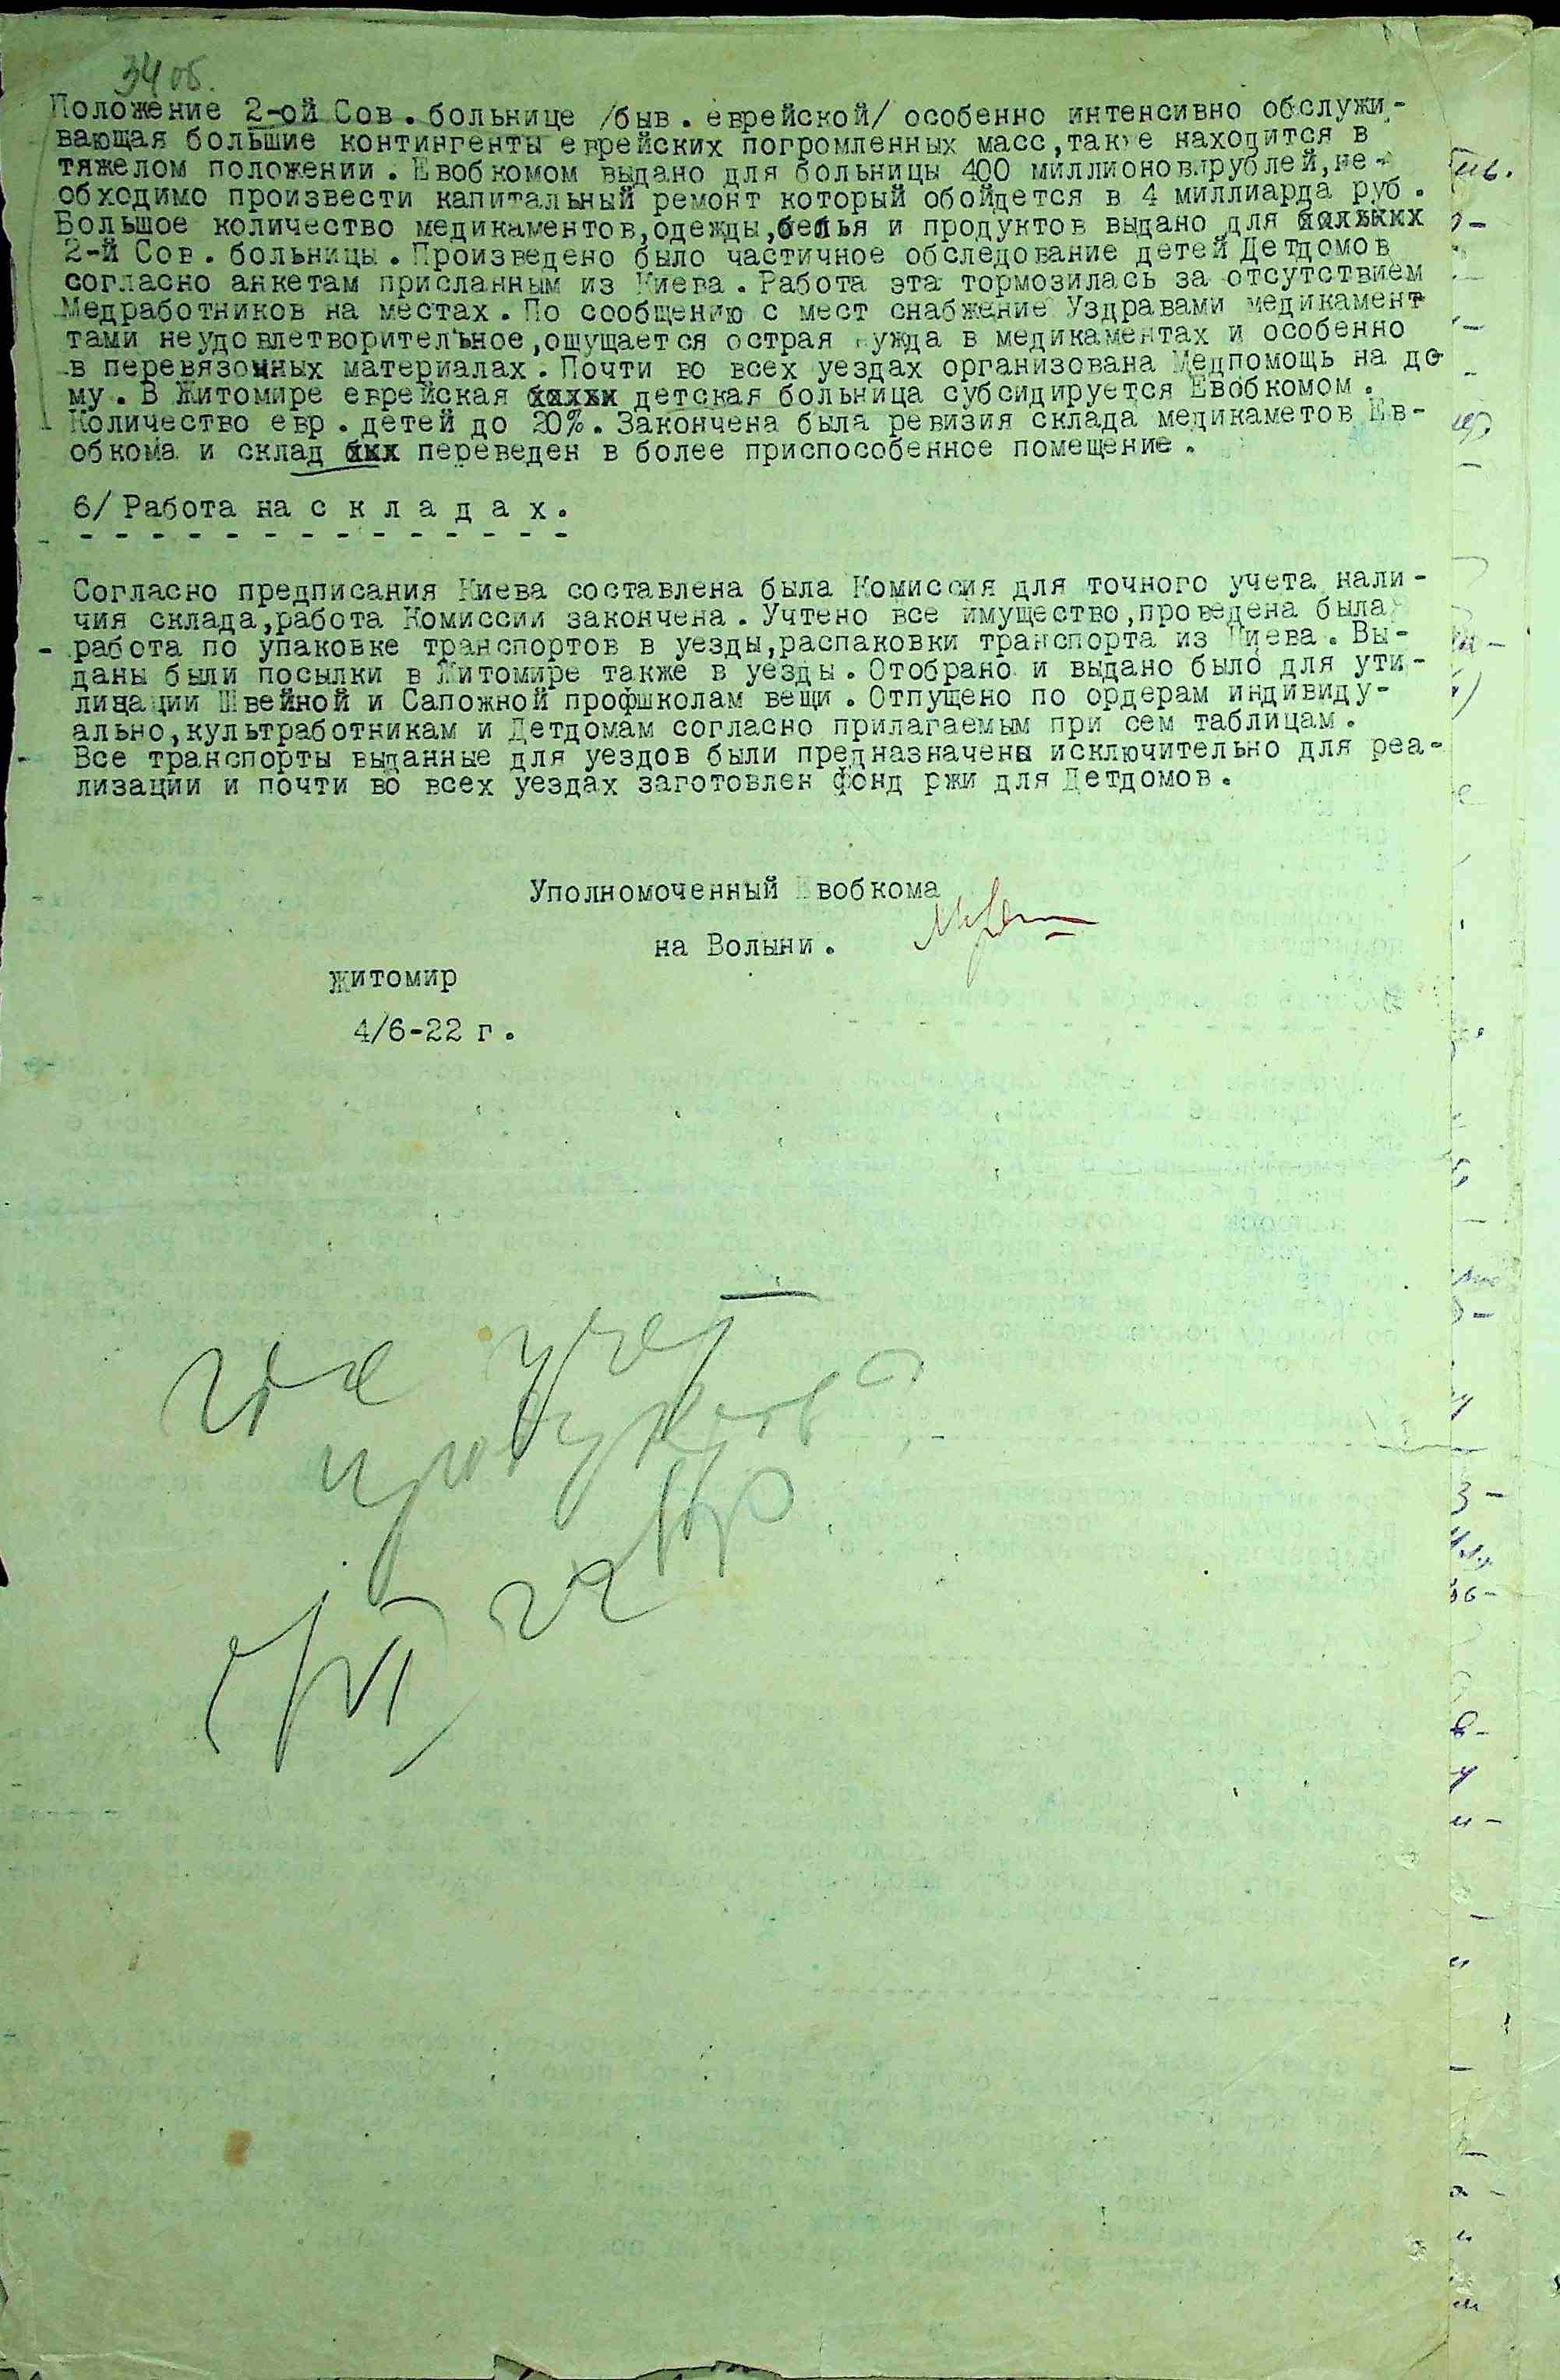 34 об.
Положение 2-ой Сов. больнице /быв. еврейской/ особенно интенсивно обслужи-
вающая большие контингенты еврейских погромленных масс, также находится в
тяжелом положении. Евобкомом выдано для больницы 400 миллионов рублей, не-
обходимо произвести капитальный ремонт который обойдется в 4 миллиарда руб.
Большое количество медикаментов, одежды, белья и продуктов выдано для
2-й Сов. больницы. Произведено было частичное обследование детей Детдомов
согласно анкетам присланным из Киева. Работа эта тормозилась за отсутствием
Медработников на местах. По сообщению с мест снабжение Уздравами медикамент
тами неудовлетворительное, ощущается острая нужда в медикаментах и особенно
в перевязочных материалах. Почти во всех уездах организована Медпомощь на до
му. В Житомире еврейская детская больница субсидируется Евобкомом.
Количество евр. детей до 20%. Закончена была ревизия склада медикаметов Ев-
обкома и склад переведен в более приспособенное помещение.
6/ Работа на с к л а д а х.
- - - - - - - - - - - - - - -
Согласно предписания Киева составлена была Комиссия для точного учета нали-
чия склада, работа Комиссии закончена. Учтено все имущество, проведена была
работа по упаковке транспортов в уезды, распаковки транспорта из Киева. Вы-
даны были посылки в Житомире также в уезды. Отобрано и выдано было для ути-
лизации Швейной и Сапожной профшколам вещи. Отпущено по ордерам индивиду-
ально, культработникам и Детдомам согласно прилагаемым при сем таблицам.
Все транспорты выданные для уездов были предназначены исключительно для реа-
лизации и почти во всех уездах заготовлен фонд ржи для Детдомов.
Уполномоченный Евобкома
на Волыни.
Житомир
4/6-22 г.
где учет
продуктов
22